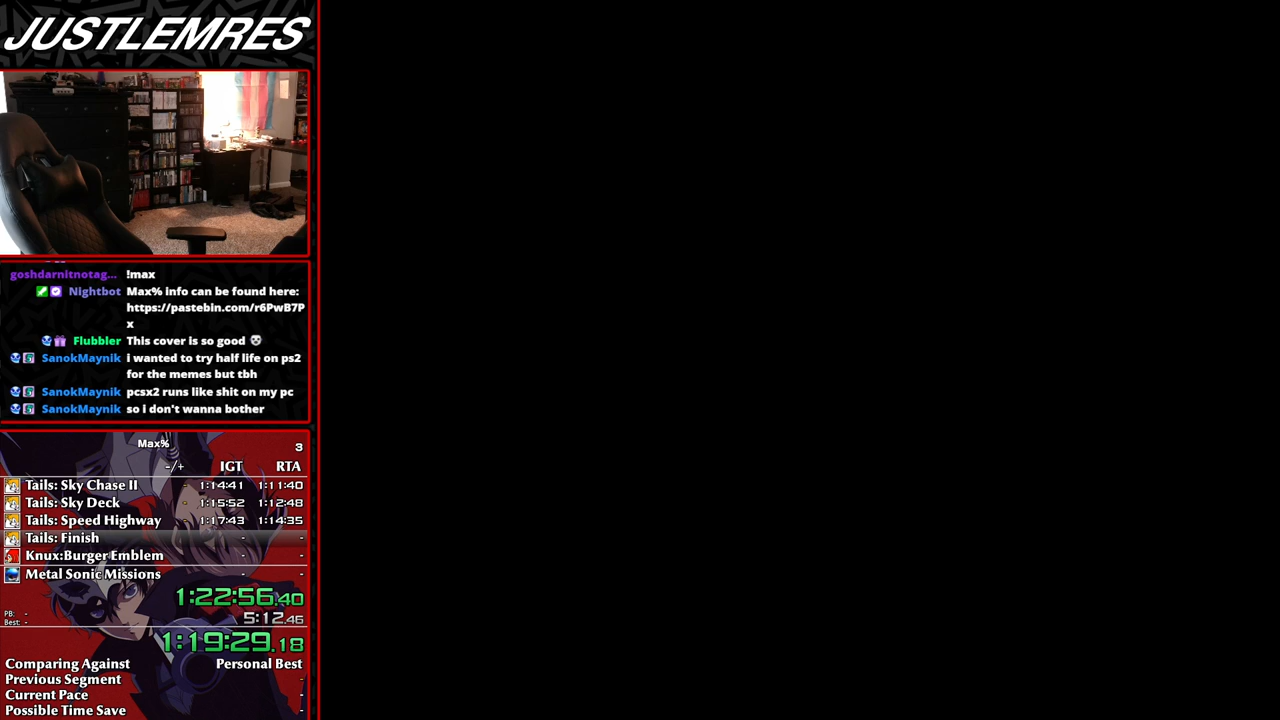 JUSTLEMRES
goshdarnitnotag... !max
Nightbot Max% info can be found here:
https://pastebin.com/r6PwB7P
x
Flubbler This cover is so good
SanokMaynik i wanted to try half life on ps2
for the memes but tbh
SanokMaynik pcsx2 runs like shit on my pc
SanokMaynik so i don't wanna bother
Max% 3
-/+ IGT RTA
Tails: Sky Chase II - 1:14:41 1:11:40
Tails: Sky Deck - 1:15:52 1:12:48
Tails: Speed Highway 1:17:43 1:14:35
Tails: Finish - -
Knux:Burger Emblem - -
Metal Sonic Missions - -
1:22:56.40
PB: - 5:12.46
Best: -
1:19:29.18
Comparing Against Personal Best
Previous Segment -
Current Pace -
Possible Time Save -